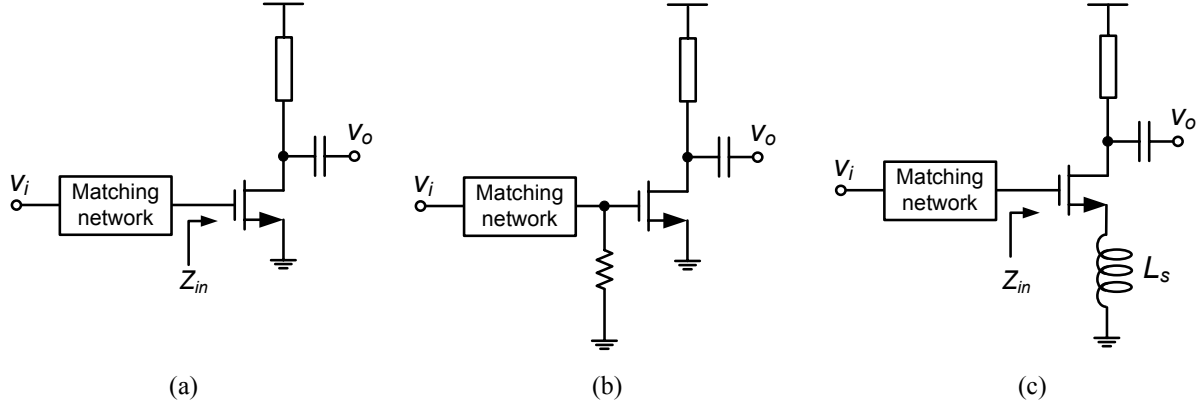 v_o
v_i
Matching network
Z_in
(a)
v_o
v_i
Matching network
(b)
v_o
v_i
Matching network
Z_in
L_s
(c)